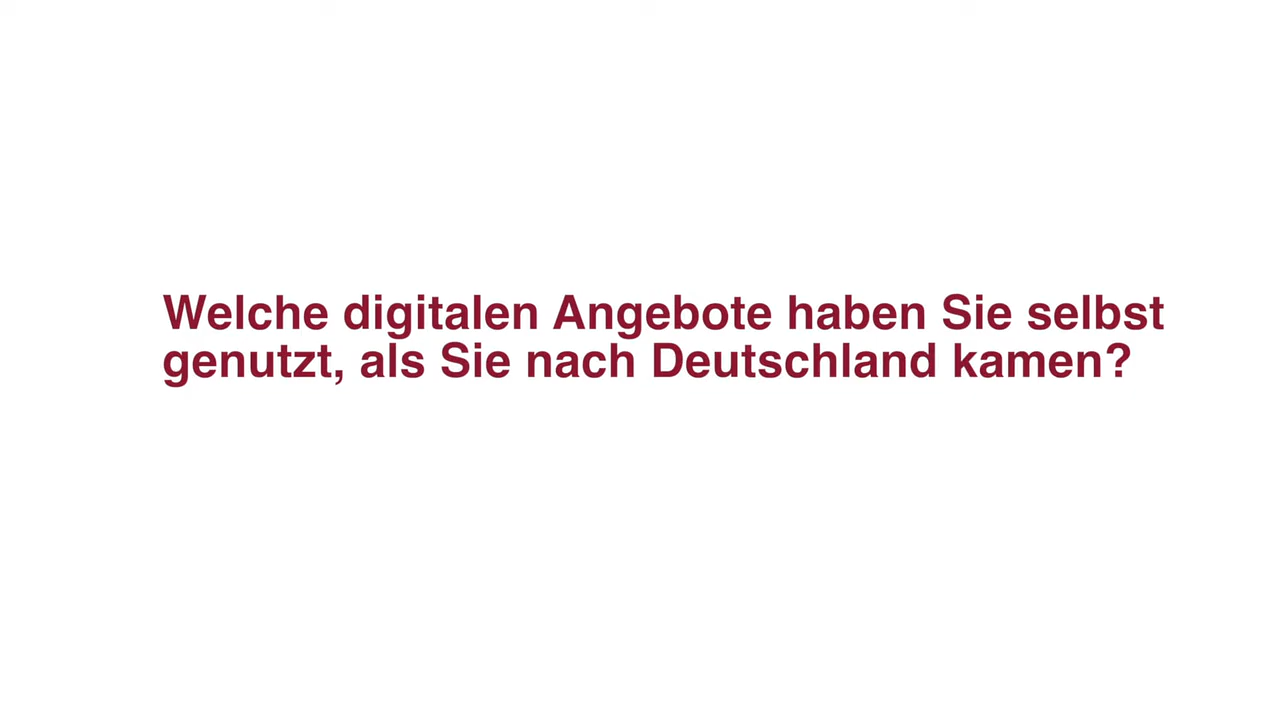 Welche digitalen Angebote haben Sie selbst
genutzt, als Sie nach Deutschland kamen?